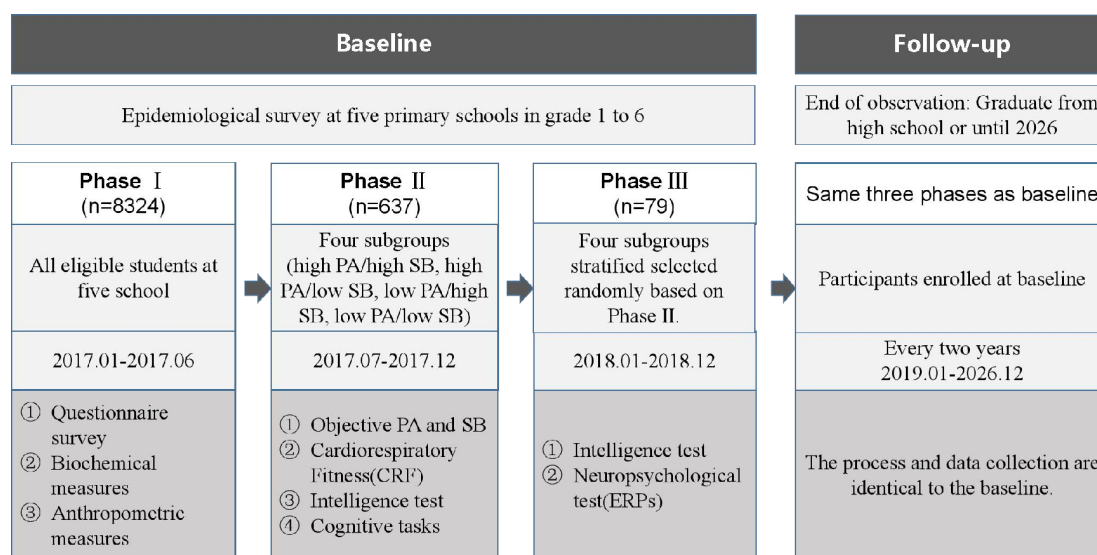 Baseline
Follow-up
Epidemiological survey at five primary schools in grade 1 to 6
End of observation: Graduate from
high school or until 2026
Phase Ⅰ
(n=8324)
Phase Ⅱ
(n=637)
Phase Ⅲ
(n=79)
Same three phases as baseline
All eligible students at
five school
Four subgroups
(high PA/high SB, high
PA/low SB, low PA/high
SB, low PA/low SB)
Four subgroups
stratified selected
randomly based on
Phase Ⅱ.
Participants enrolled at baseline
2017.01-2017.06
2017.07-2017.12
2018.01-2018.12
Every two years
2019.01-2026.12
① Questionnaire
survey
② Biochemical
measures
③ Anthropometric
measures
① Objective PA and SB
② Cardiorespiratory
Fitness(CRF)
③ Intelligence test
④ Cognitive tasks
① Intelligence test
② Neuropsychological
test(ERPs)
The process and data collection are
identical to the baseline.